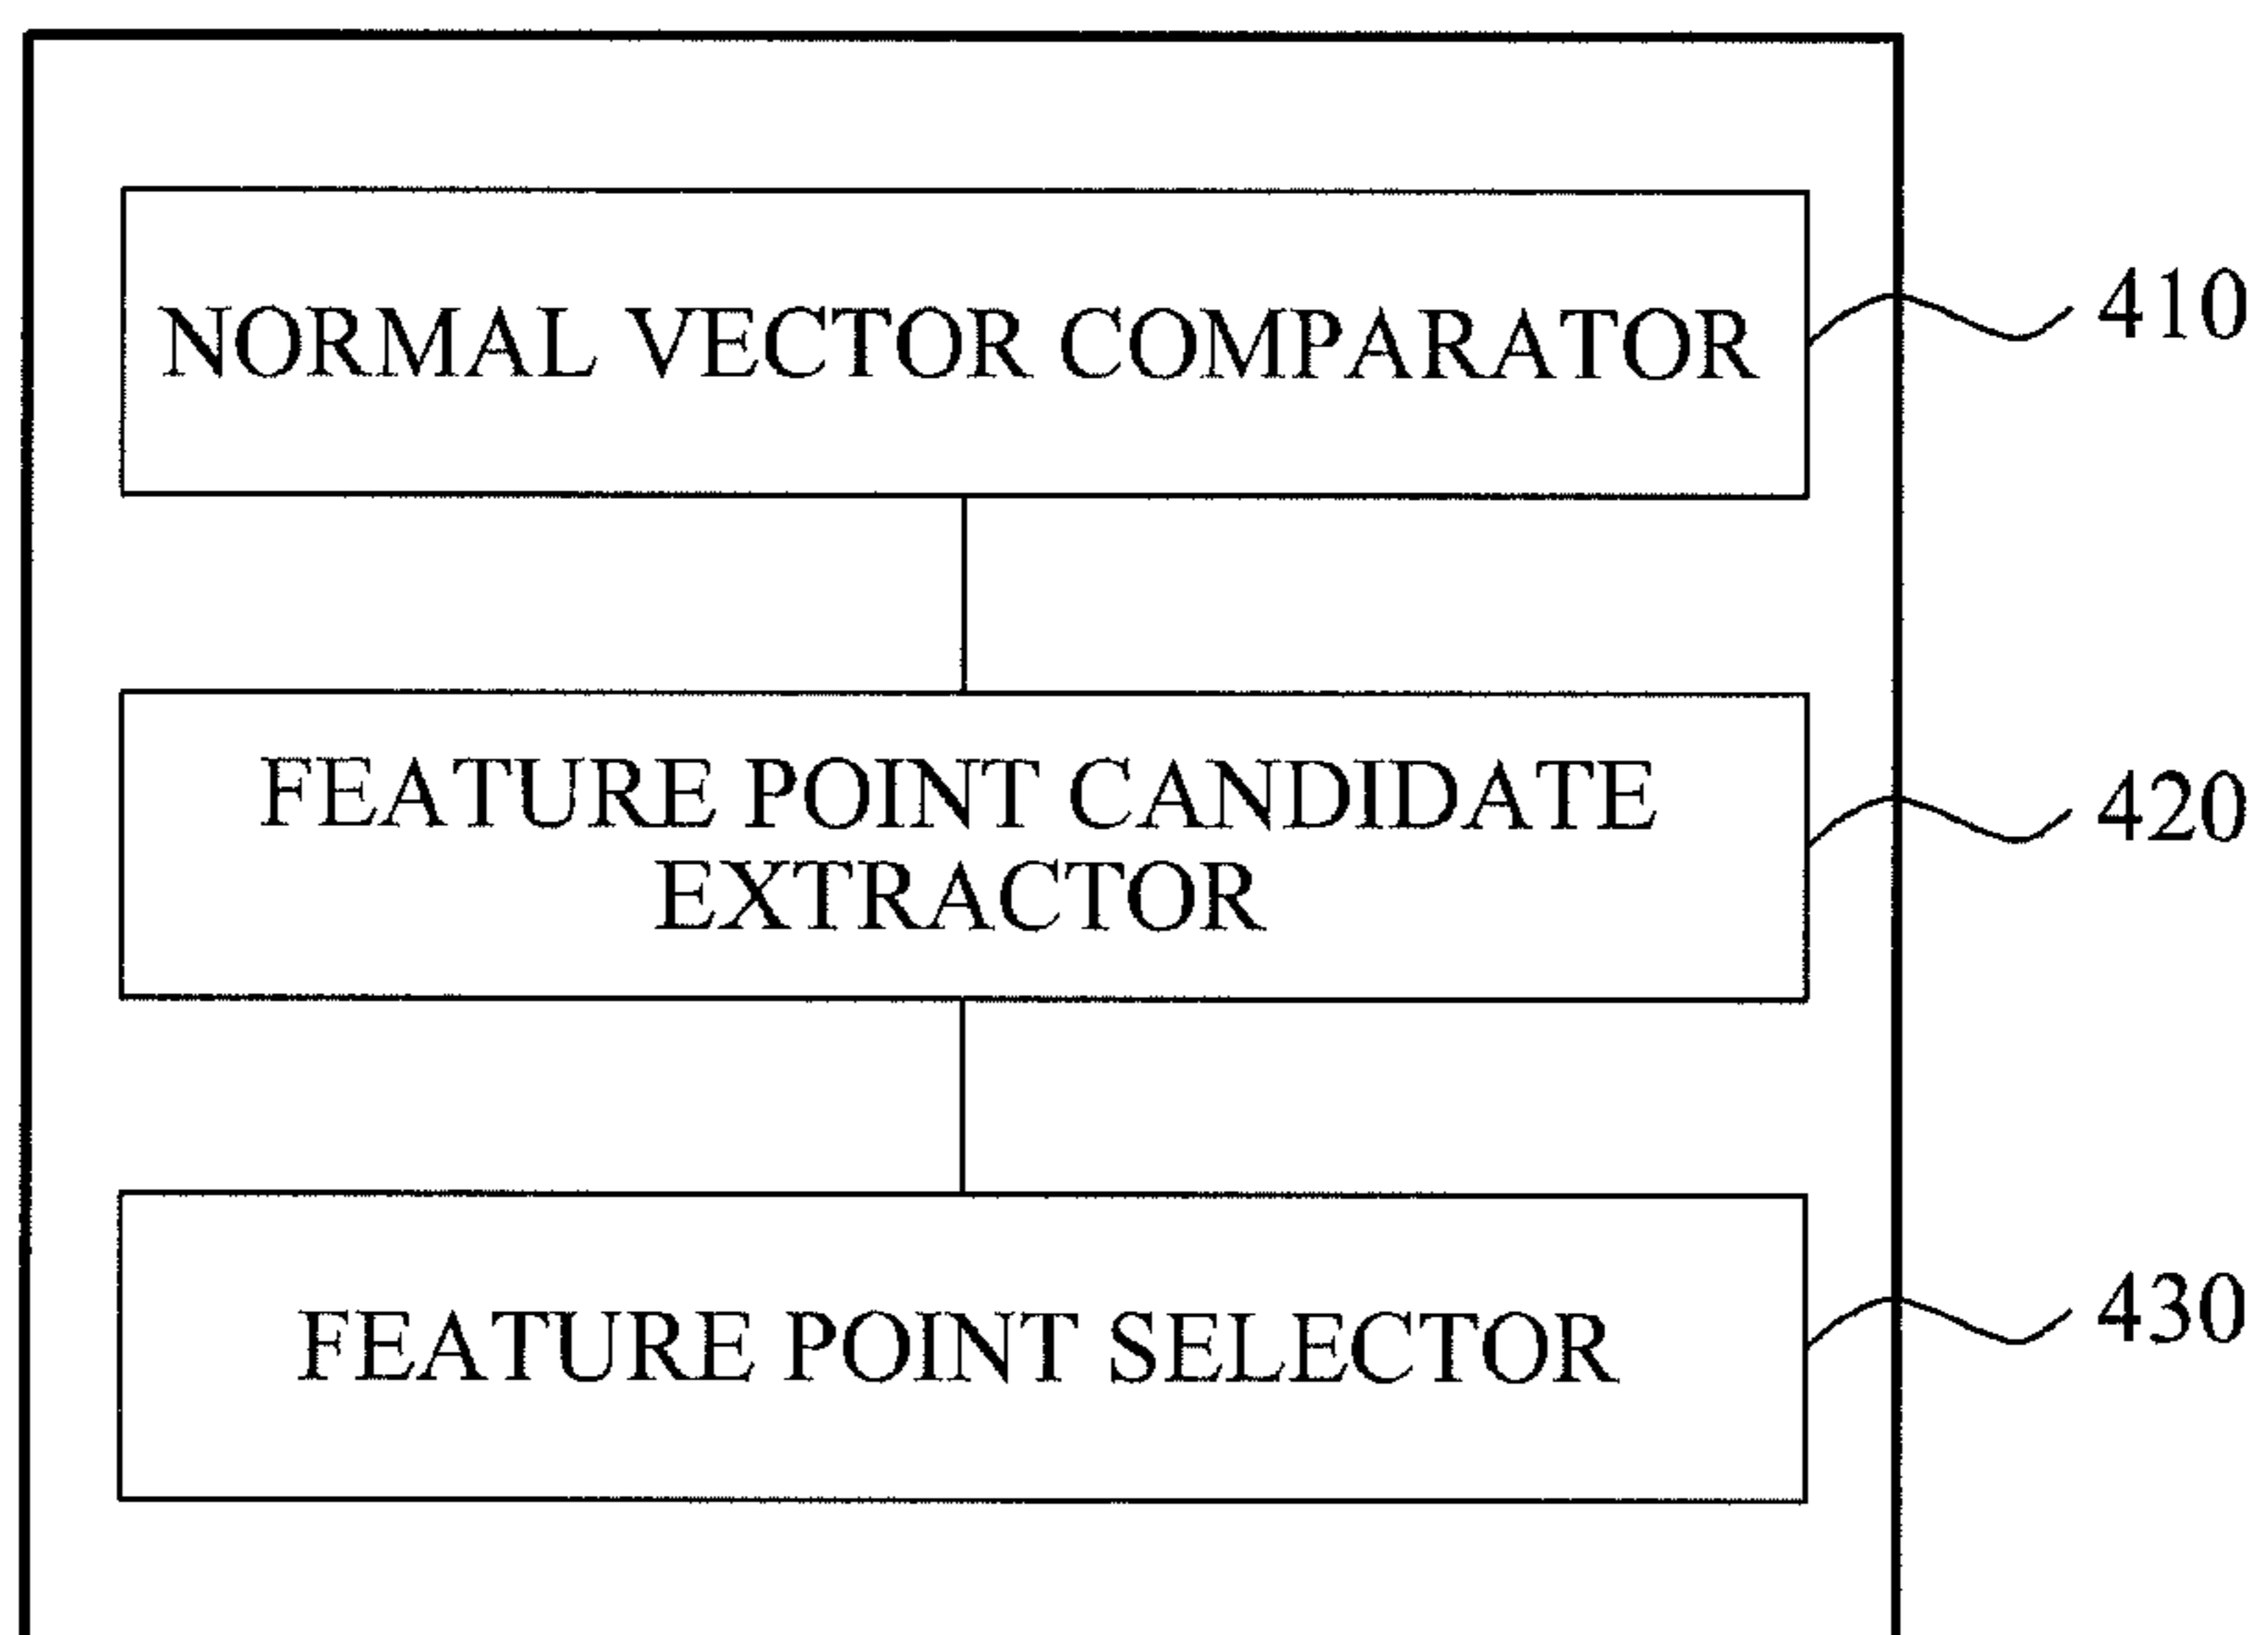 NORMAL VECTOR COMPARATOR
410
FEATURE POINT CANDIDATE
EXTRACTOR
420
FEATURE POINT SELECTOR
430